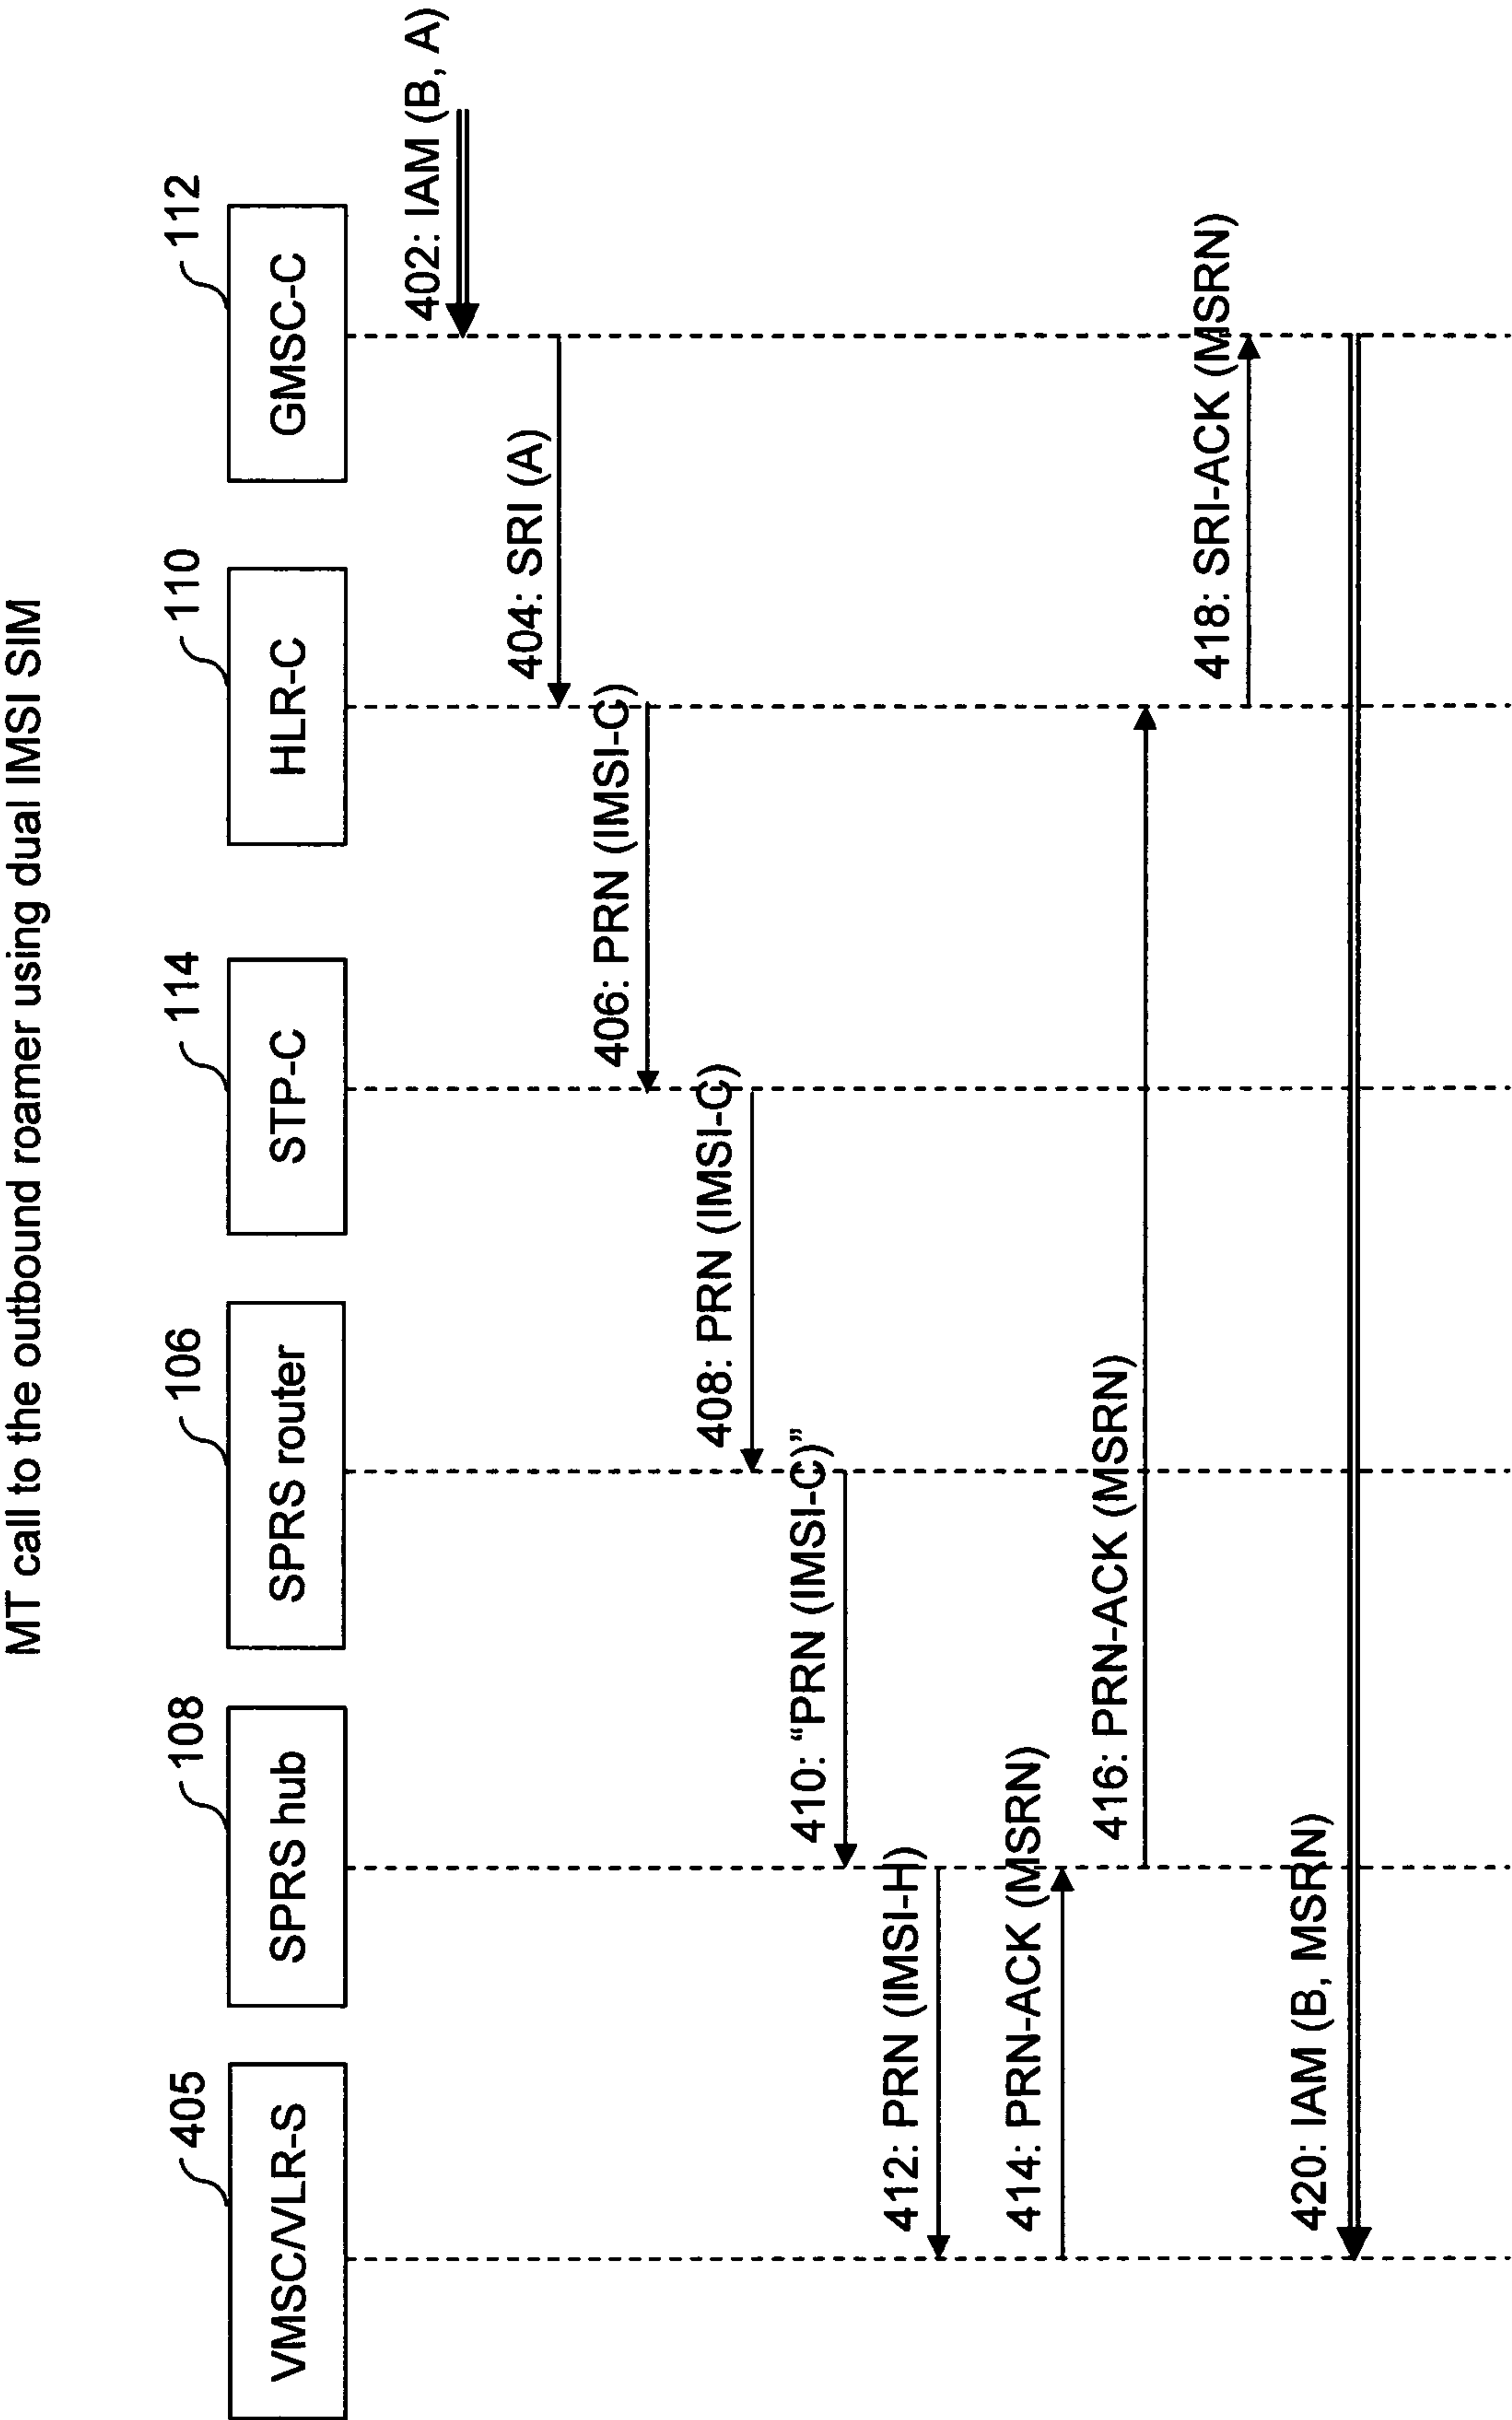 MT call to the outbound roamer using dual IMSI SIM
405
108
106
114
110
112
VMSC/VLR-S
SPRS hub
SPRS router
STP-C
HLR-C
GMSC-C
402: IAM (B, A)
404: SRI (A)
406: PRN (IMSI-C)
408: PRN (IMSI-C)
410: “PRN (IMSI-C)”
412: PRN (IMSI-H)
414: PRN-ACK (MSRN)
416: PRN-ACK (MSRN)
418: SRI-ACK (MSRN)
420: IAM (B, MSRN)